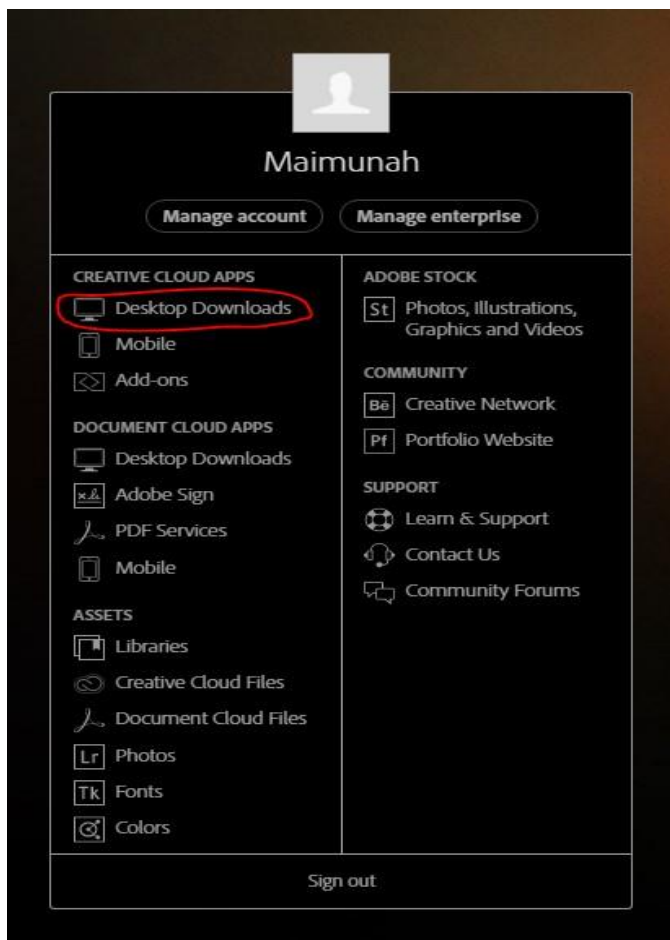 Maimunah
Manage account
Manage enterprise
CREATIVE CLOUD APPS
Desktop Downloads
Mobile
Add-ons
DOCUMENT CLOUD APPS
Desktop Downloads
Adobe Sign
PDF Services
Mobile
ASSETS
Libraries
Creative Cloud Files
Document Cloud Files
Lr Photos
Tk Fonts
Colors
ADOBE STOCK
St Photos, Illustrations,
Graphics and Videos
COMMUNITY
Bē Creative Network
Pf Portfolio Website
SUPPORT
Learn & Support
Contact Us
Community Forums
Sign out